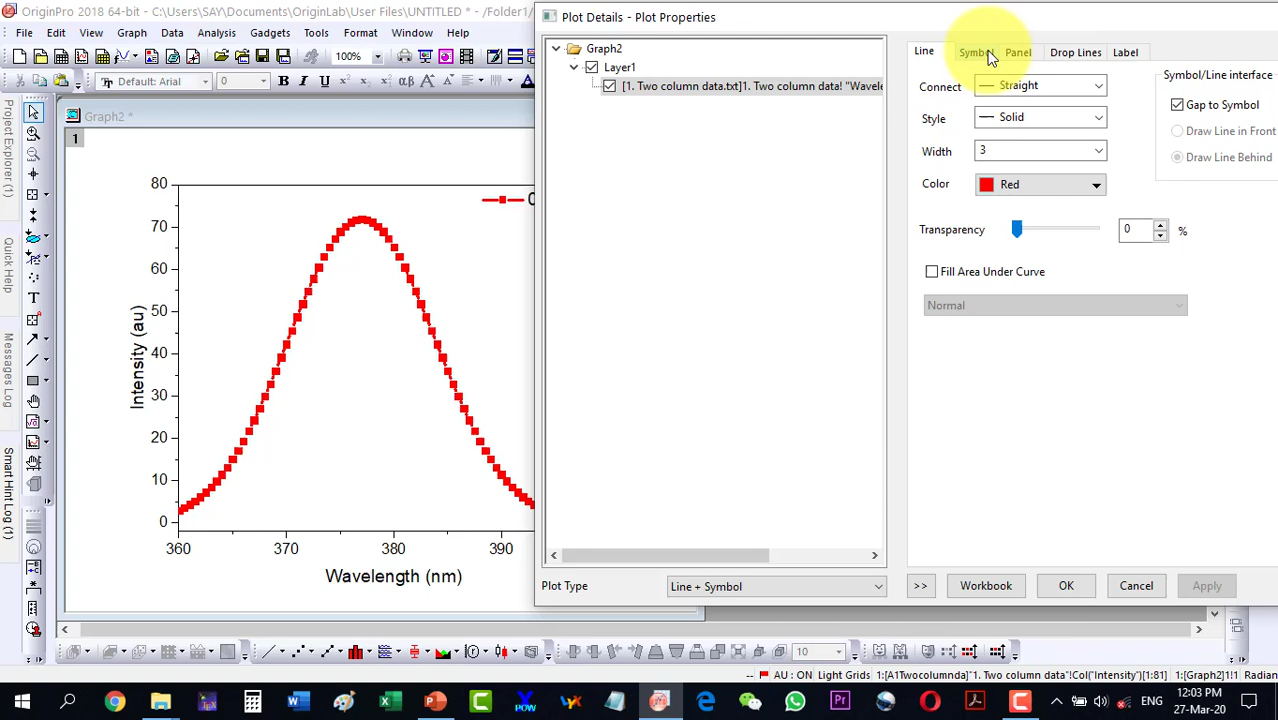 OriginPro 2018 64-bit - C:\Users\SAY\Documents\OriginLab\User Files\UNTITLED * - /Folder1/
File Edit View Graph Data Analysis Gadgets Tools Format Window Help
100%
Default: Arial 0 B I U
Project Explorer (1)
Quick Help
Messages Log
Smart Hint Log (1)
Graph2 *
1
80
70
60
50
40
30
20
10
0
Intensity (au)
360 370 380 390
Wavelength (nm)
Plot Details - Plot Properties
Graph2
Layer1
[1. Two column data.txt]1. Two column data! "Wavele
Plot Type Line + Symbol
Line Symbol Panel Drop Lines Label
Connect Straight
Style Solid
Width 3
Color Red
Transparency 0 %
Fill Area Under Curve
Normal
Symbol/Line interface
Gap to Symbol
Draw Line in Front
Draw Line Behind
>> Workbook OK Cancel Apply
10
-- AU : ON Light Grids 1:[A1Twocolumnda]"1. Two column data"!Col("Intensity")[1:81] 1:[Graph2]1! Radian
ENG
12:03 PM
27-Mar-20